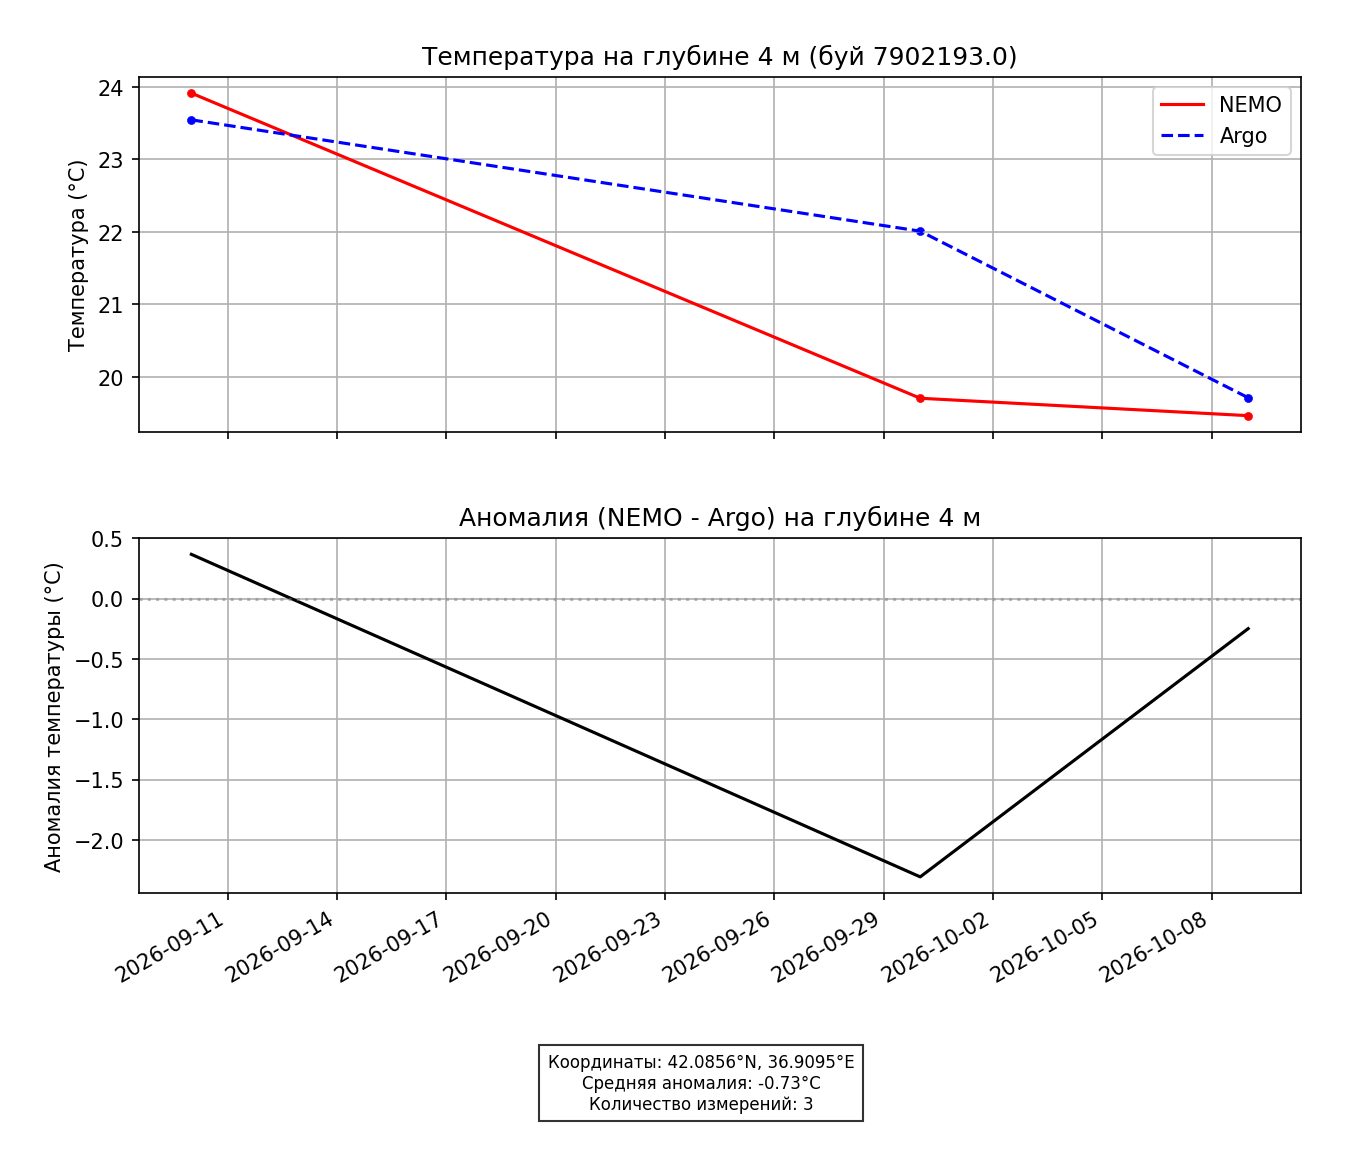 Температура на глубине 4 м (буй 7902193.0)
Температура (°C)
24
23
22
21
20
NEMO
Argo
Аномалия (NEMO - Argo) на глубине 4 м
Аномалия температуры (°C)
0.5
0.0
−0.5
−1.0
−1.5
−2.0
2026-09-11
2026-09-14
2026-09-17
2026-09-20
2026-09-23
2026-09-26
2026-09-29
2026-10-02
2026-10-05
2026-10-08
Координаты: 42.0856°N, 36.9095°E
Средняя аномалия: -0.73°C
Количество измерений: 3